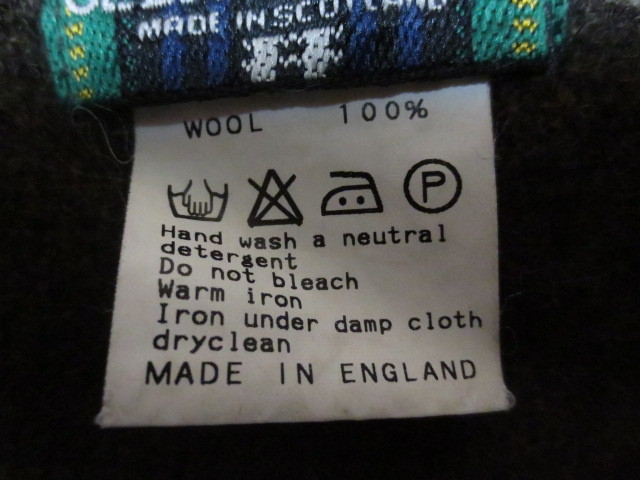 MADE IN SCOTLAND
WOOL 100%
P
Hand wash a neutral
detergent
Do not bleach
Warm iron
Iron under damp cloth
dryclean
MADE IN ENGLAND